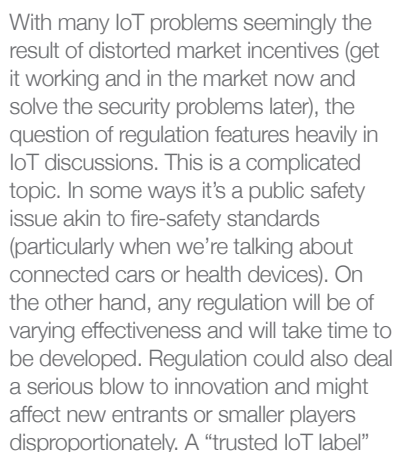 With many IoT problems seemingly the
result of distorted market incentives (get
it working and in the market now and
solve the security problems later), the
question of regulation features heavily in
IoT discussions. This is a complicated
topic. In some ways it’s a public safety
issue akin to fire-safety standards
(particularly when we’re talking about
connected cars or health devices). On
the other hand, any regulation will be of
varying effectiveness and will take time to
be developed. Regulation could also deal
a serious blow to innovation and might
affect new entrants or smaller players
disproportionately. A “trusted IoT label”